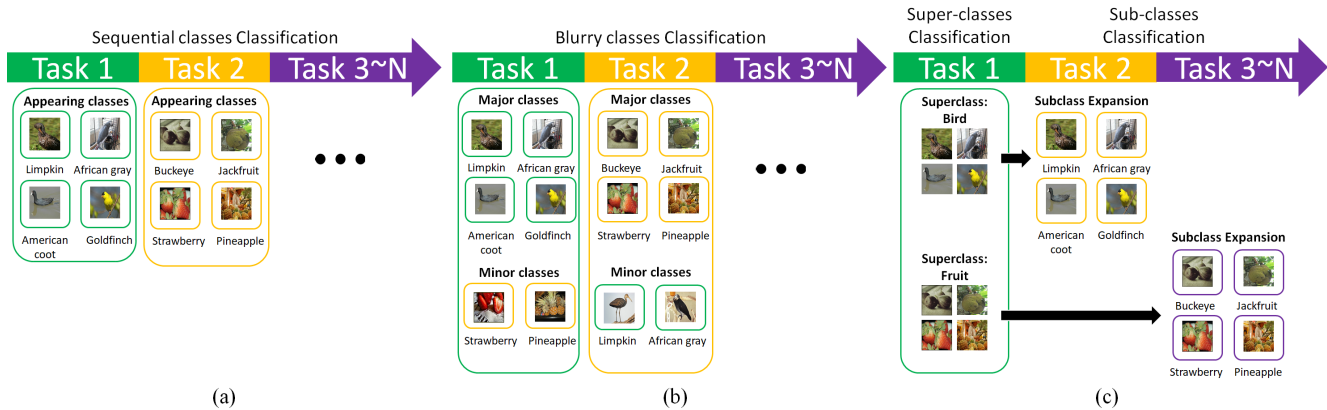 Sequential classes Classification
Task 1 Task 2 Task 3~N
Appearing classes
Limpkin African gray
American coot Goldfinch
Appearing classes
Buckeye Jackfruit
Strawberry Pineapple
(a)
Blurry classes Classification
Task 1 Task 2 Task 3~N
Major classes
Limpkin African gray
American
coot Goldfinch
Minor classes
Strawberry Pineapple
Major classes
Buckeye Jackfruit
Strawberry Pineapple
Minor classes
Limpkin African gray
(b)
Super-classes
Classification
Sub-classes
Classification
Task 1 Task 2 Task 3~N
Superclass:
Bird
Subclass Expansion
Limpkin African gray
American
coot Goldfinch
Superclass:
Fruit
Subclass Expansion
Buckeye Jackfruit
Strawberry Pineapple
(c)